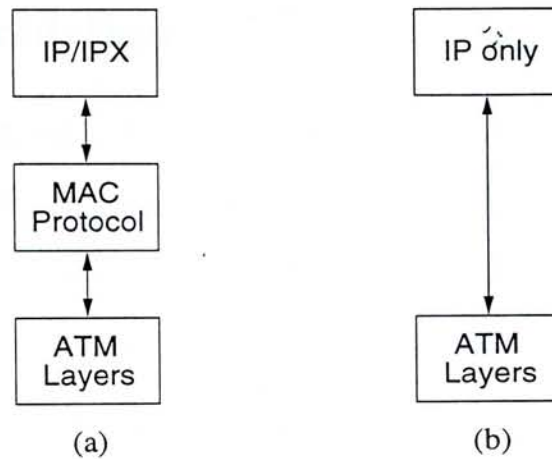 IP/IPX
MAC
Protocol
ATM
Layers
(a)
IP only
ATM
Layers
(b)